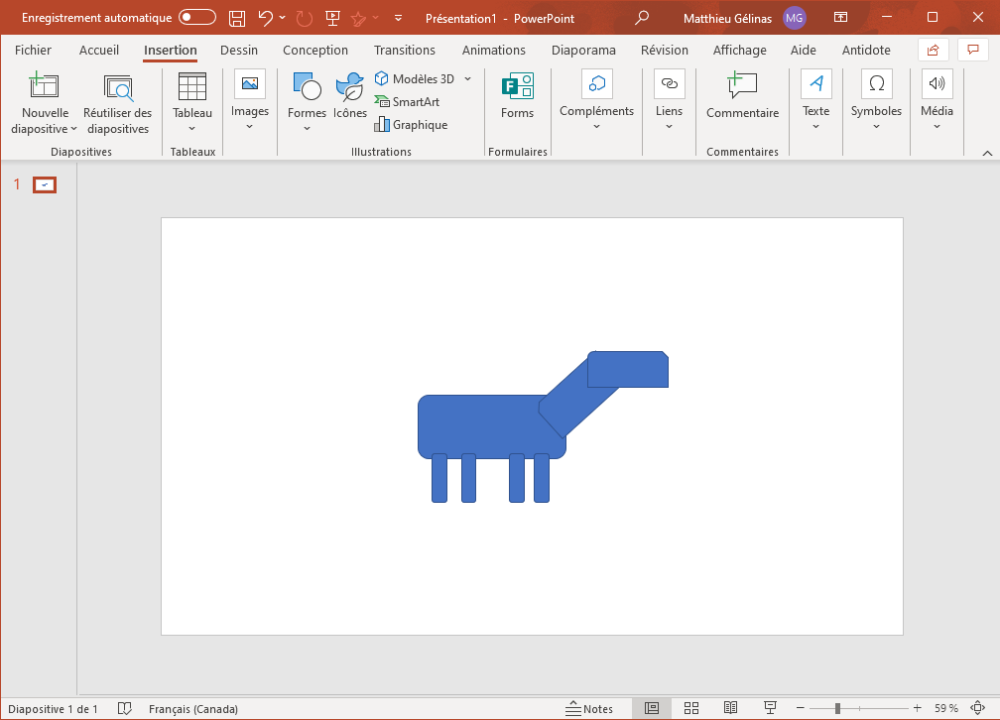 Enregistrement automatique
Présentation1 - PowerPoint
Matthieu Gélinas
MG
Fichier Accueil Insertion Dessin Conception Transitions Animations Diaporama Révision Affichage Aide Antidote
Nouvelle diapositive
Réutiliser des diapositives
Diapositives
Tableau
Tableaux
Images
Formes
Icônes
Modèles 3D
SmartArt
Graphique
Illustrations
Forms
Formulaires
Compléments
Liens
Commentaire
Commentaires
Texte
Symboles
Média
1
Diapositive 1 de 1
Français (Canada)
Notes
59 %